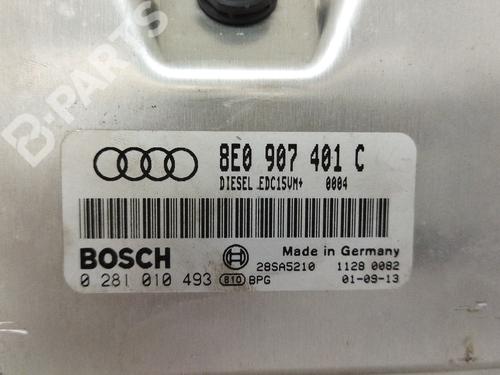 B-PARTS
8E0 907 401 C
DIESEL EDC15VM+ 0004
BOSCH
Made in Germany
28SA5210 1128 0082
0 281 010 493 810 BPG 01-09-13